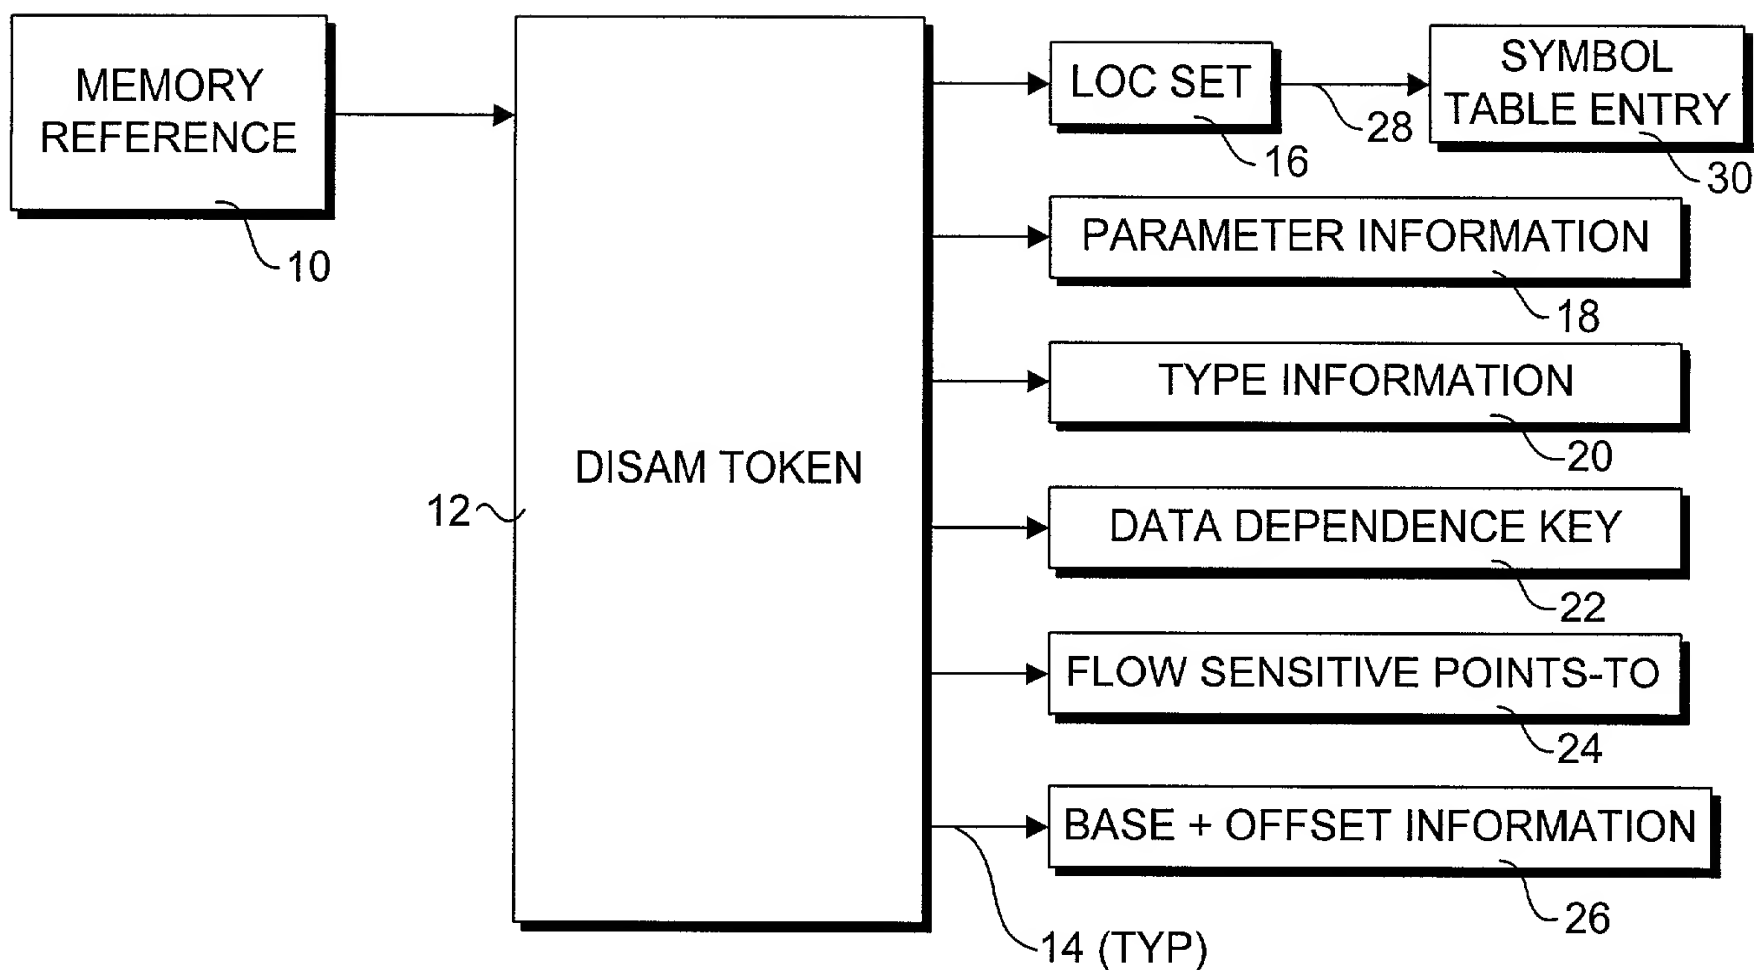 MEMORY
REFERENCE
10
DISAM TOKEN
12
14 (TYP)
LOC SET
16
28
SYMBOL
TABLE ENTRY
30
PARAMETER INFORMATION
18
TYPE INFORMATION
20
DATA DEPENDENCE KEY
22
FLOW SENSITIVE POINTS-TO
24
BASE + OFFSET INFORMATION
26